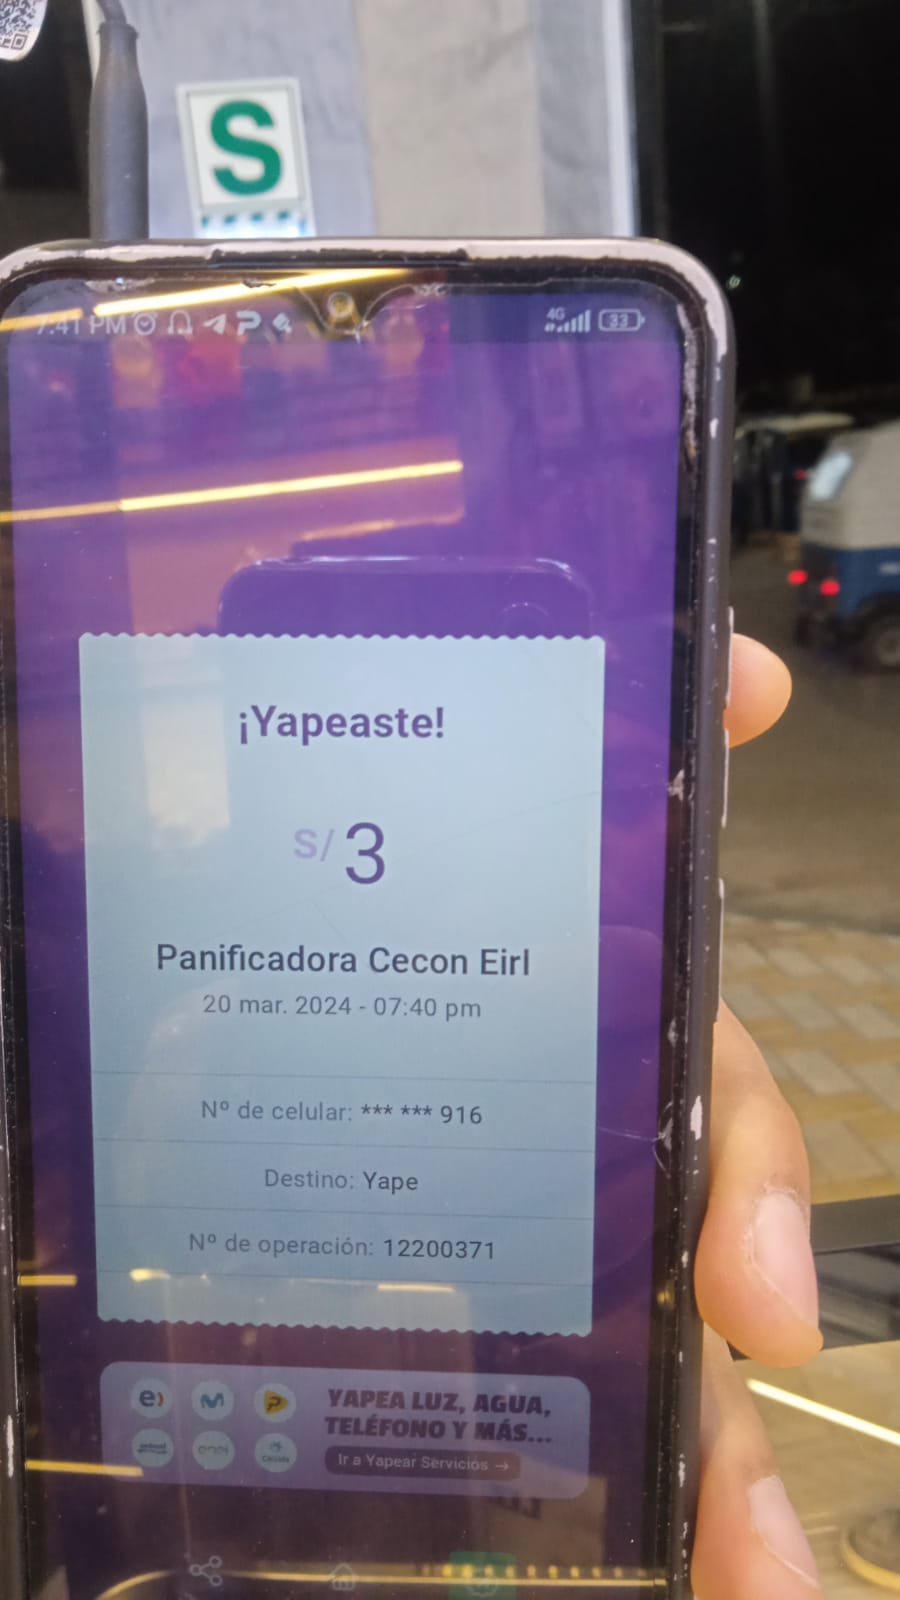 S
7:41 PM
4G
33
¡Yapeaste!
S/ 3
Panificadora Cecon Eirl
20 mar. 2024 - 07:40 pm
Nº de celular: *** *** 916
Destino: Yape
Nº de operación: 12200371
YAPEA LUZ, AGUA,
TELÉFONO Y MÁS...
Ir a Yapear Servicios →